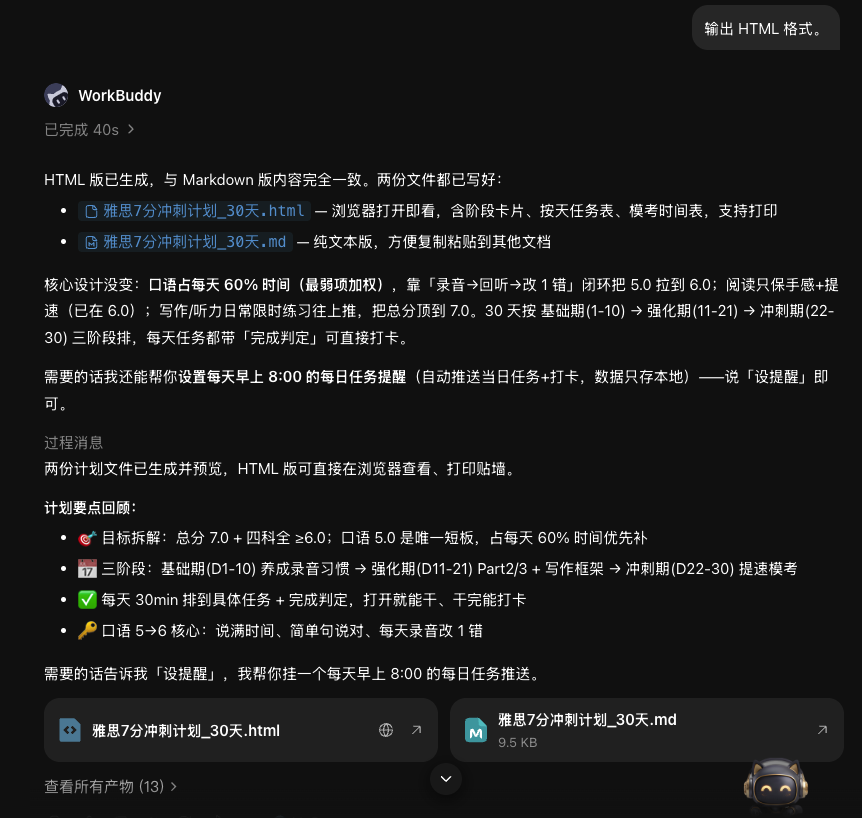 输出 HTML 格式。
WorkBuddy
已完成 40s
HTML 版已生成，与 Markdown 版内容完全一致。两份文件都已写好：
雅思7分冲刺计划_30天.html — 浏览器打开即看，含阶段卡片、按天任务表、模考时间表，支持打印
雅思7分冲刺计划_30天.md — 纯文本版，方便复制粘贴到其他文档
核心设计没变：口语占每天 60% 时间（最弱项加权），靠「录音→回听→改 1 错」闭环把 5.0 拉到 6.0；阅读只保手感+提
速（已在 6.0）；写作/听力日常限时练习往上推，把总分顶到 7.0。30 天按 基础期(1-10) → 强化期(11-21) → 冲刺期(22-
30) 三阶段排，每天任务都带「完成判定」可直接打卡。
需要的话我还能帮你设置每天早上 8:00 的每日任务提醒（自动推送当日任务+打卡，数据只存本地）——说「设提醒」即
可。
过程消息
两份计划文件已生成并预览，HTML 版可直接在浏览器查看、打印贴墙。
计划要点回顾：
🎯 目标拆解：总分 7.0 + 四科全 ≥6.0；口语 5.0 是唯一短板，占每天 60% 时间优先补
📅 三阶段：基础期(D1-10) 养成录音习惯 → 强化期(D11-21) Part2/3 + 写作框架 → 冲刺期(D22-30) 提速模考
✅ 每天 30min 排到具体任务 + 完成判定，打开就能干、干完能打卡
🔑 口语 5→6 核心：说满时间、简单句说对、每天录音改 1 错
需要的话告诉我「设提醒」，我帮你挂一个每天早上 8:00 的每日任务推送。
雅思7分冲刺计划_30天.html
雅思7分冲刺计划_30天.md
9.5 KB
查看所有产物 (13)